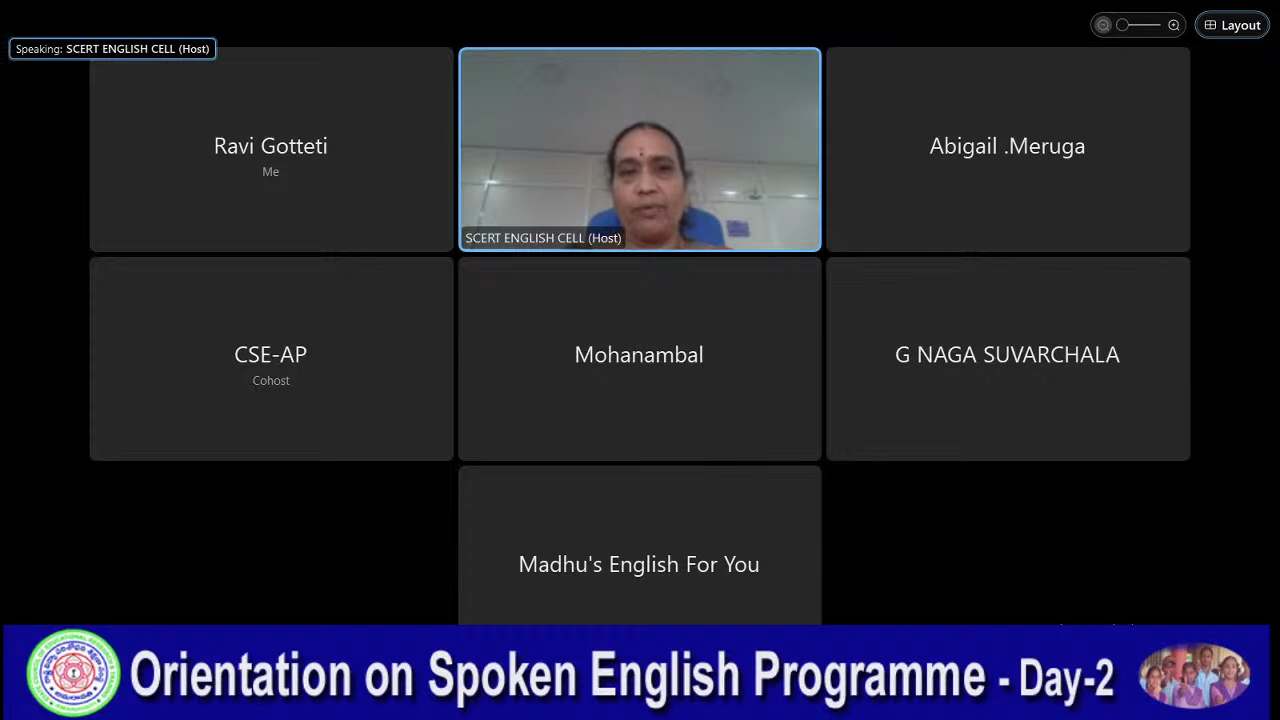 Layout
Speaking: SCERT ENGLISH CELL (Host)
Ravi Gotteti
Me
SCERT ENGLISH CELL (Host)
Abigail .Meruga
CSE-AP
Cohost
Mohanambal
G NAGA SUVARCHALA
Madhu's English For You
Orientation on Spoken English Programme - Day-2